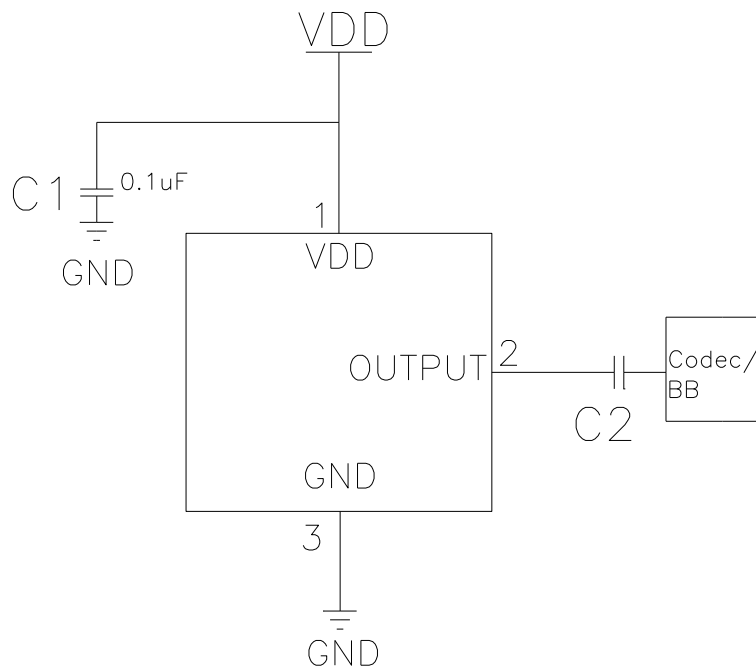 VDD
C1
0.1uF
GND
1
VDD
OUTPUT
2
C2
Codec/
BB
GND
3
GND